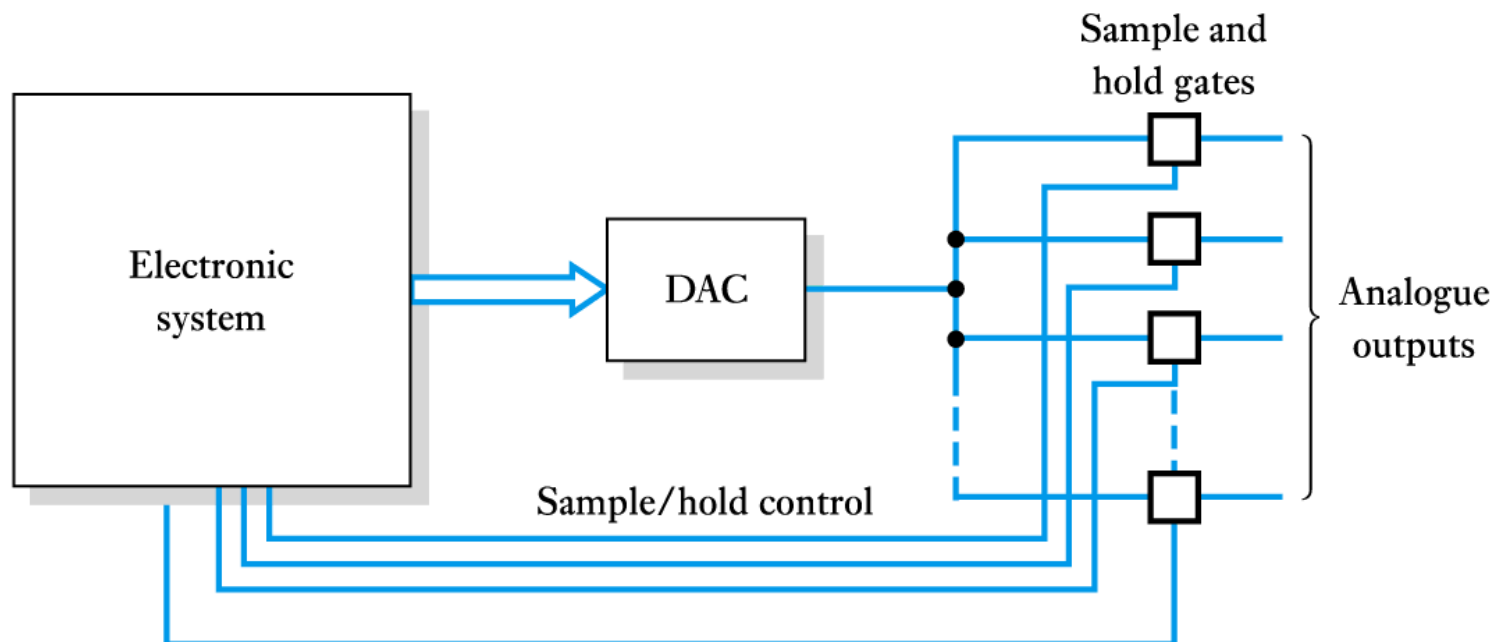 Sample and
hold gates
Electronic
system
DAC
Analogue
outputs
Sample/hold control